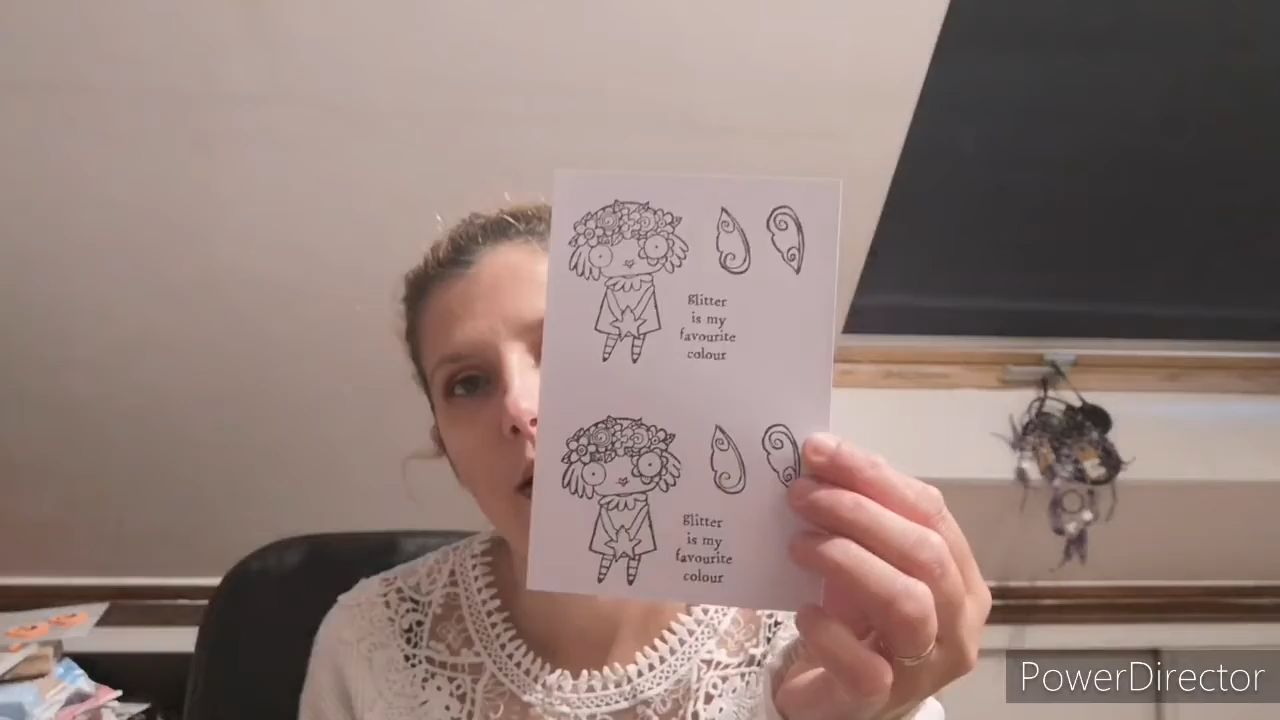 glitter
is my
favourite
colour
glitter
is my
favourite
colour
PowerDirector